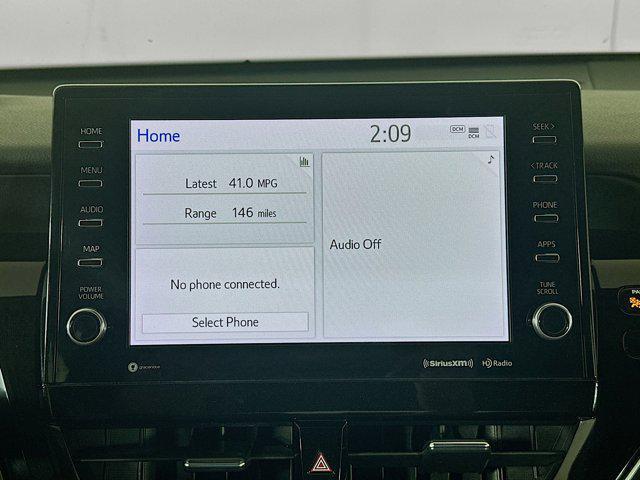 HOME
MENU
AUDIO
MAP
POWER
VOLUME
Home
2:09
DCM
DCM
Latest 41.0 MPG
Range 146 miles
No phone connected.
Select Phone
Audio Off
SEEK >
< TRACK
PHONE
APPS
TUNE
SCROLL
gracenote
((SiriusXM))
HD Radio